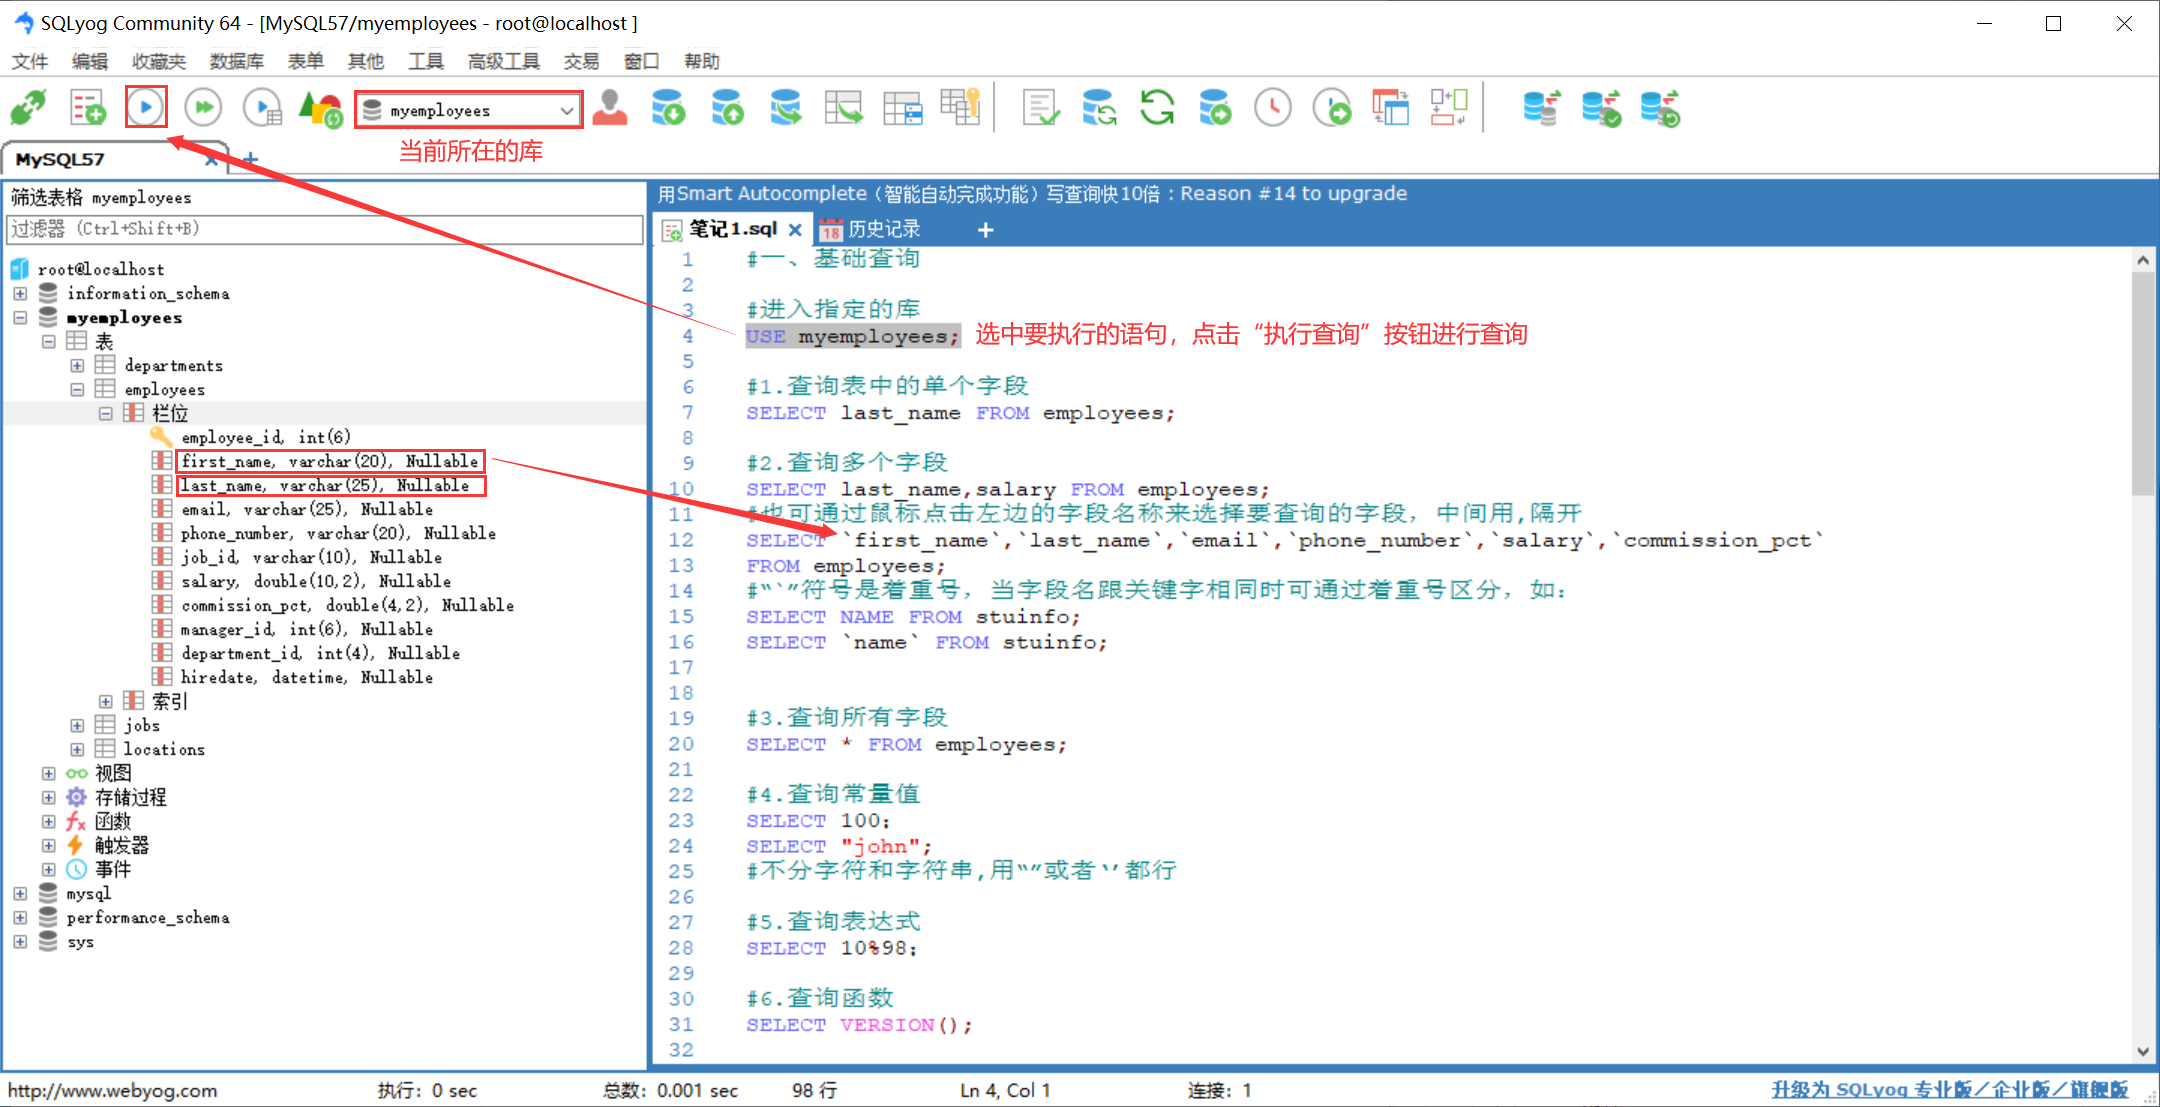 SQLyog Community 64 - [MySQL57/myemployees - root@localhost ]
文件 编辑 收藏夹 数据库 表单 其他 工具 高级工具 交易 窗口 帮助
myemployees
当前所在的库
MySQL57
筛选表格 myemployees
过滤器 (Ctrl+Shift+B)
root@localhost
information_schema
myemployees
表
departments
employees
栏位
employee_id, int(6)
first_name, varchar(20), Nullable
last_name, varchar(25), Nullable
email, varchar(25), Nullable
phone_number, varchar(20), Nullable
job_id, varchar(10), Nullable
salary, double(10,2), Nullable
commission_pct, double(4,2), Nullable
manager_id, int(6), Nullable
department_id, int(4), Nullable
hiredate, datetime, Nullable
索引
jobs
locations
视图
存储过程
函数
触发器
事件
mysql
performance_schema
sys
用Smart Autocomplete（智能自动完成功能）写查询快10倍 : Reason #14 to upgrade
笔记1.sql 18 历史记录
1 #一、基础查询
2
3 #进入指定的库
4 USE myemployees; 选中要执行的语句，点击“执行查询”按钮进行查询
5
6 #1.查询表中的单个字段
7 SELECT last_name FROM employees;
8
9 #2.查询多个字段
10 SELECT last_name,salary FROM employees;
11 #也可通过鼠标点击左边的字段名称来选择要查询的字段，中间用,隔开
12 SELECT `first_name`,`last_name`,`email`,`phone_number`,`salary`,`commission_pct`
13 FROM employees;
14 #“`”符号是着重号，当字段名跟关键字相同时可通过着重号区分，如：
15 SELECT NAME FROM stuinfo;
16 SELECT `name` FROM stuinfo;
17
18
19 #3.查询所有字段
20 SELECT * FROM employees;
21
22 #4.查询常量值
23 SELECT 100;
24 SELECT "john";
25 #不分字符和字符串,用“”或者‘’都行
26
27 #5.查询表达式
28 SELECT 10%98;
29
30 #6.查询函数
31 SELECT VERSION();
32
http://www.webyog.com 执行：0 sec 总数：0.001 sec 98 行 Ln 4, Col 1 连接：1 升级为 SQLyog 专业版/企业版/旗舰版